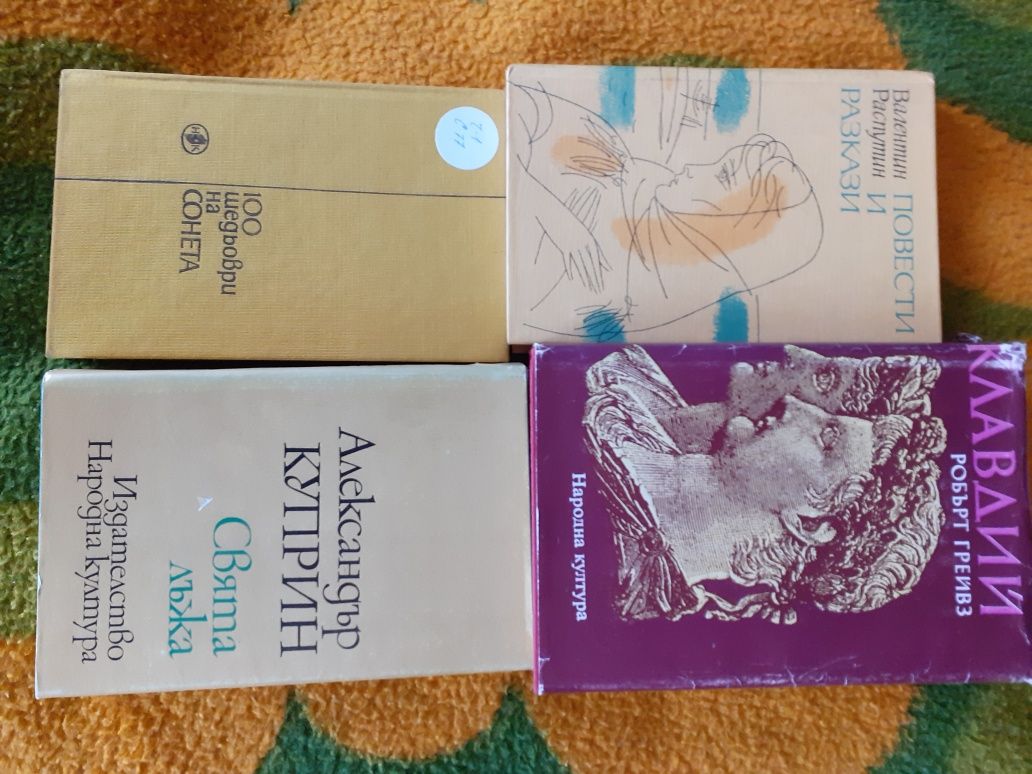 100
шедьоври
на
СОНЕТА
НК
Валентин
Распутин
ПОВЕСТИ
И
РАЗКАЗИ
Александър
КУПРИН
Свята
лъжа
Издателство
Народна култура
КЛАВДИЙ
РОБЪРТ ГРЕЙВЗ
Народна култура